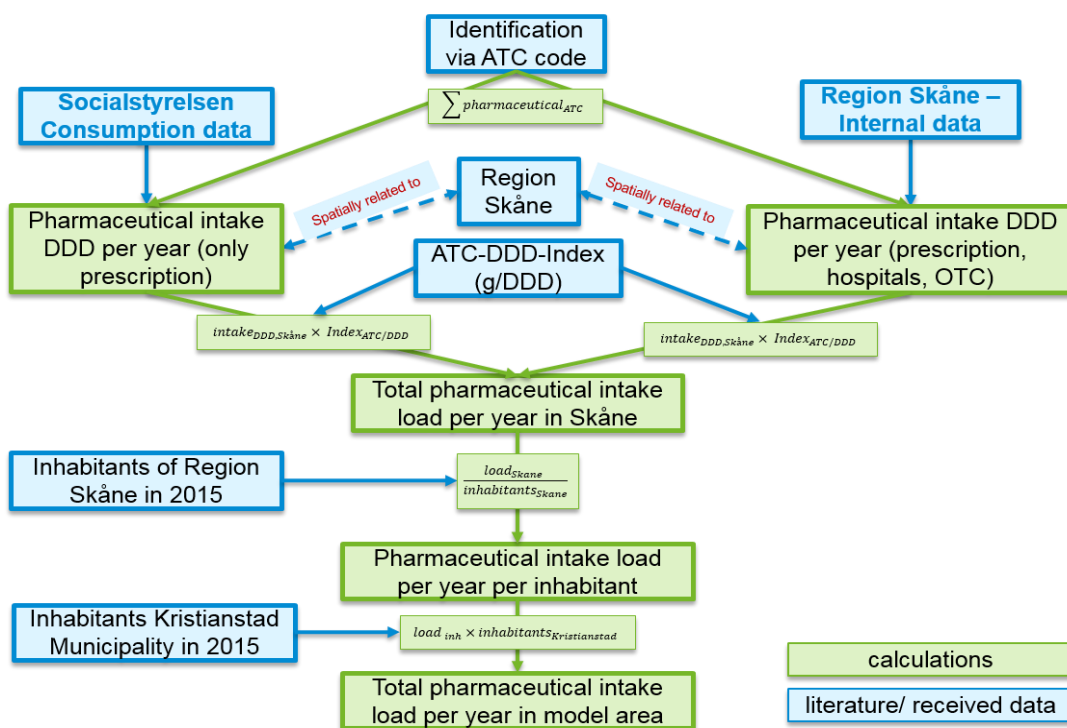 Identification
via ATC code
∑ pharmaceutical_ATC
Socialstyrelsen
Consumption data
Region Skåne –
Internal data
Spatially related to
Region
Skåne
Spatially related to
Pharmaceutical intake
DDD per year (only
prescription)
Pharmaceutical intake DDD
per year (prescription,
hospitals, OTC)
ATC-DDD-Index
(g/DDD)
intake_DDD,Skåne × Index_ATC/DDD
intake_DDD,Skåne × Index_ATC/DDD
Total pharmaceutical intake
load per year in Skåne
Inhabitants of Region
Skåne in 2015
load_Skane
inhabitants_Skane
Pharmaceutical intake load
per year per inhabitant
Inhabitants Kristianstad
Municipality in 2015
load_inh × inhabitants_Kristianstad
Total pharmaceutical intake
load per year in model area
calculations
literature/ received data